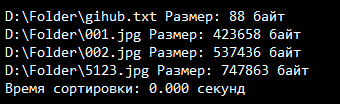 D:\Folder\gihub.txt Размер: 88 байт
D:\Folder\001.jpg Размер: 423658 байт
D:\Folder\002.jpg Размер: 537436 байт
D:\Folder\5123.jpg Размер: 747863 байт
Время сортировки: 0.000 секунд